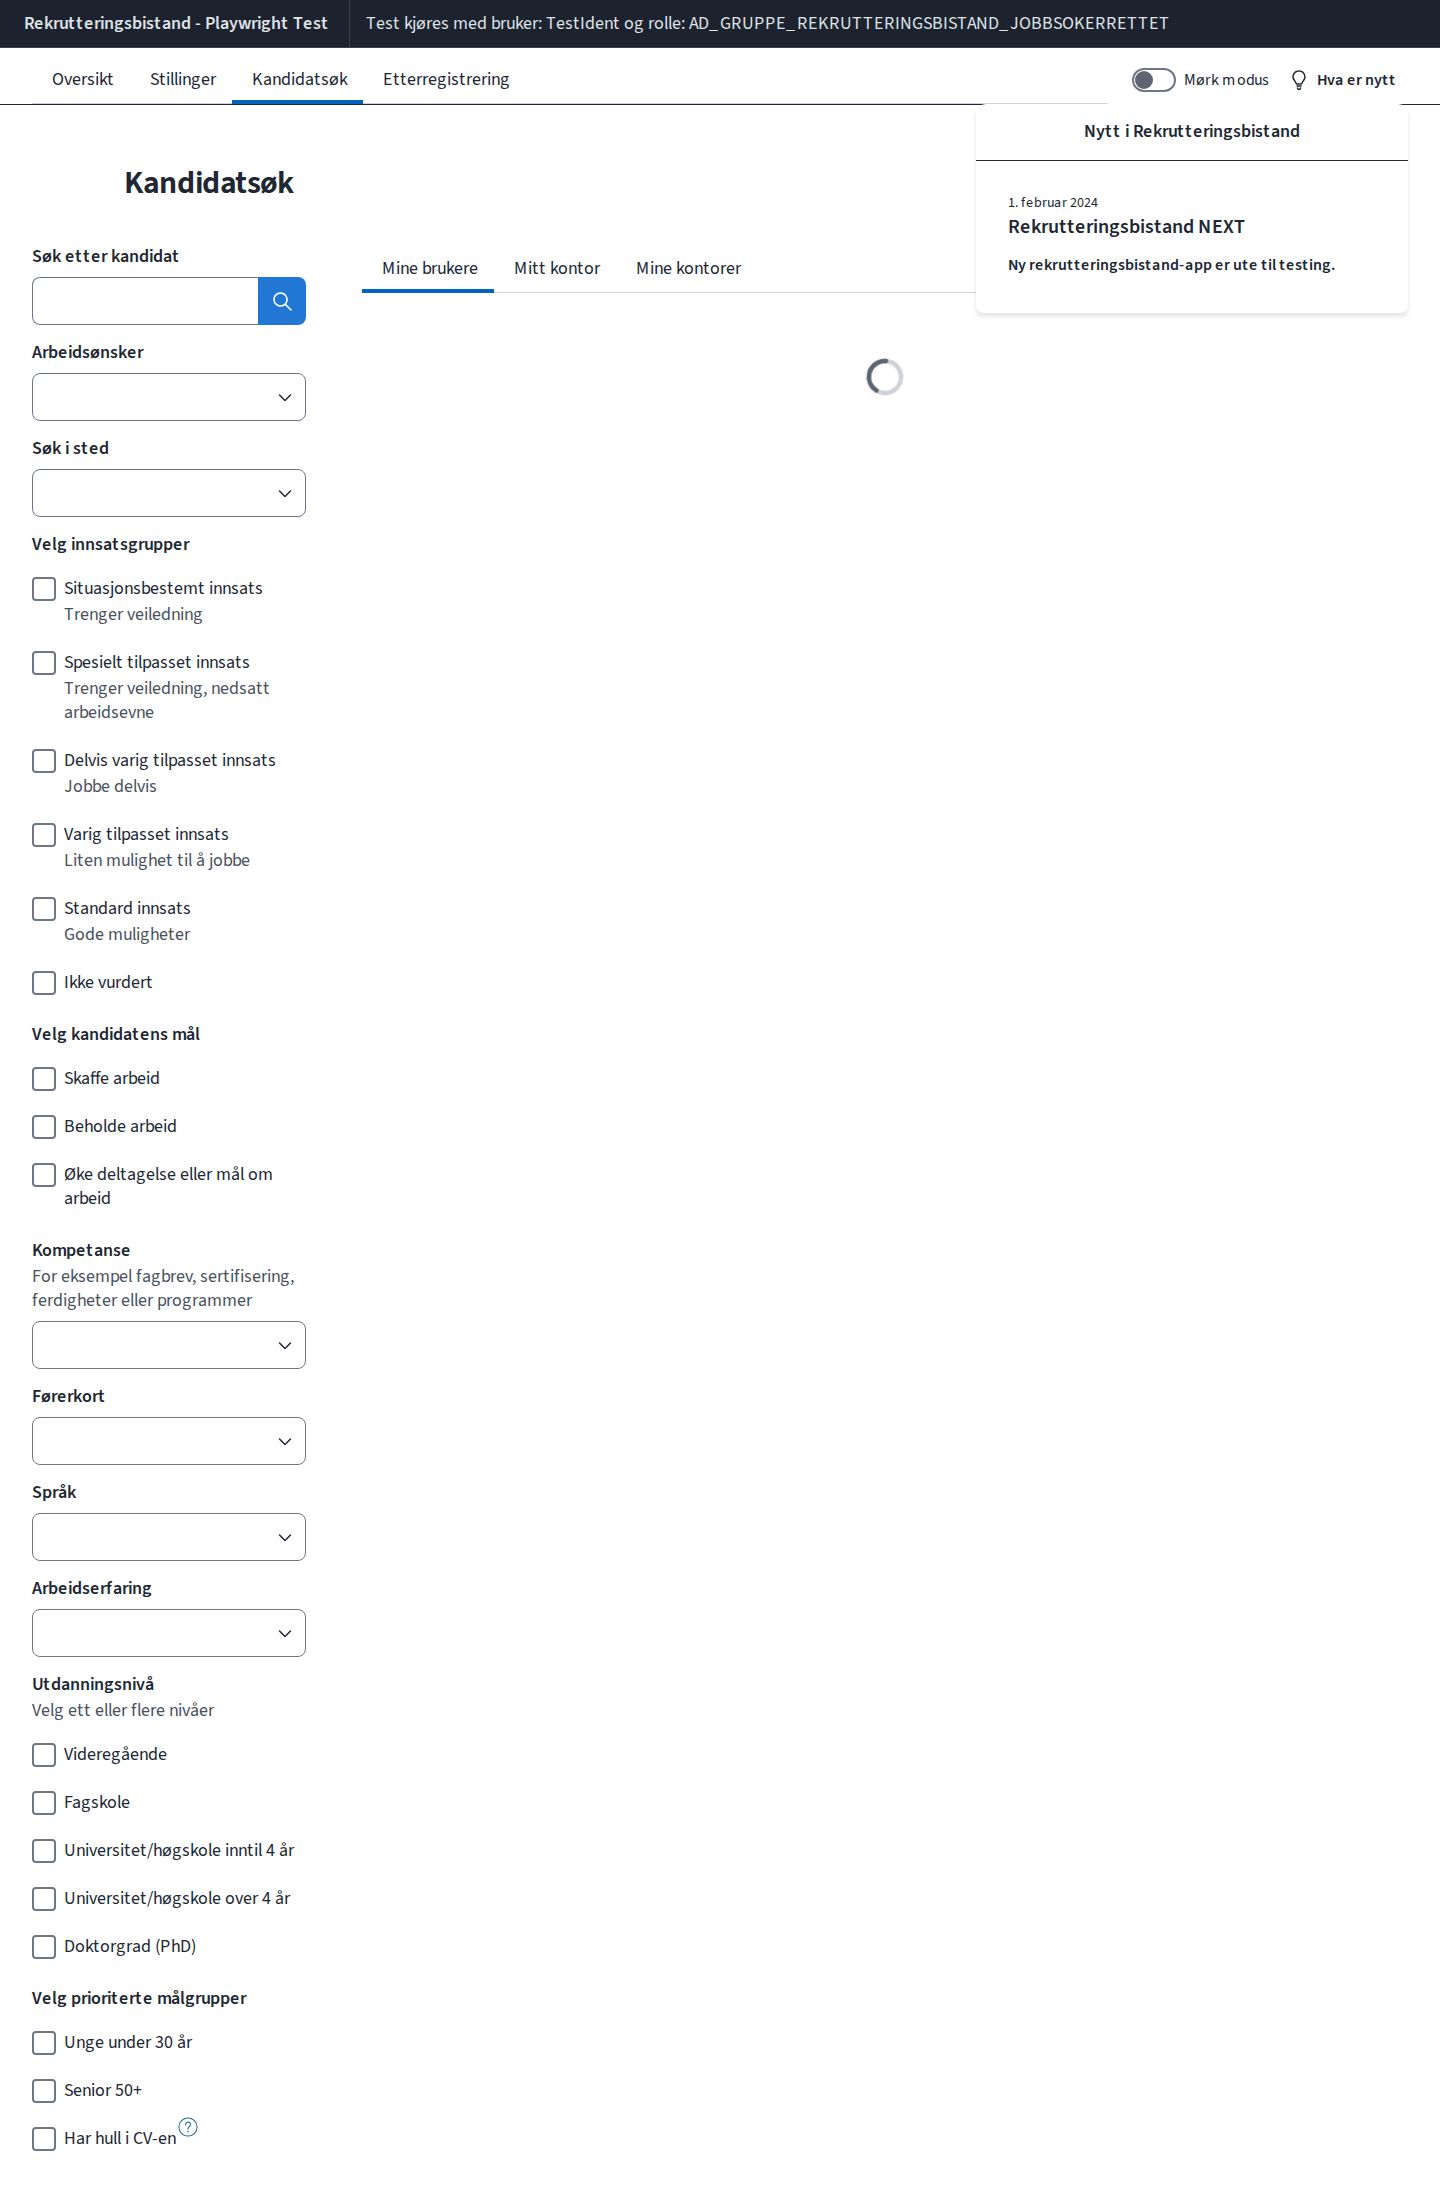 Rekrutteringsbistand - Playwright Test
Test kjøres med bruker: TestIdent og rolle: AD_GRUPPE_REKRUTTERINGSBISTAND_JOBBSOKERRETTET
Oversikt
Stillinger
Kandidatsøk
Etterregistrering
Mørk modus
Hva er nytt
Nytt i Rekrutteringsbistand
1. februar 2024
Rekrutteringsbistand NEXT
Ny rekrutteringsbistand-app er ute til testing.
Kandidatsøk
Søk etter kandidat
Arbeidsønsker
Søk i sted
Velg innsatsgrupper
Situasjonsbestemt innsats
Trenger veiledning
Spesielt tilpasset innsats
Trenger veiledning, nedsatt
arbeidsevne
Delvis varig tilpasset innsats
Jobbe delvis
Varig tilpasset innsats
Liten mulighet til å jobbe
Standard innsats
Gode muligheter
Ikke vurdert
Velg kandidatens mål
Skaffe arbeid
Beholde arbeid
Øke deltagelse eller mål om
arbeid
Kompetanse
For eksempel fagbrev, sertifisering,
ferdigheter eller programmer
Førerkort
Språk
Arbeidserfaring
Utdanningsnivå
Velg ett eller flere nivåer
Videregående
Fagskole
Universitet/høgskole inntil 4 år
Universitet/høgskole over 4 år
Doktorgrad (PhD)
Velg prioriterte målgrupper
Unge under 30 år
Senior 50+
Har hull i CV-en
?
Mine brukere
Mitt kontor
Mine kontorer